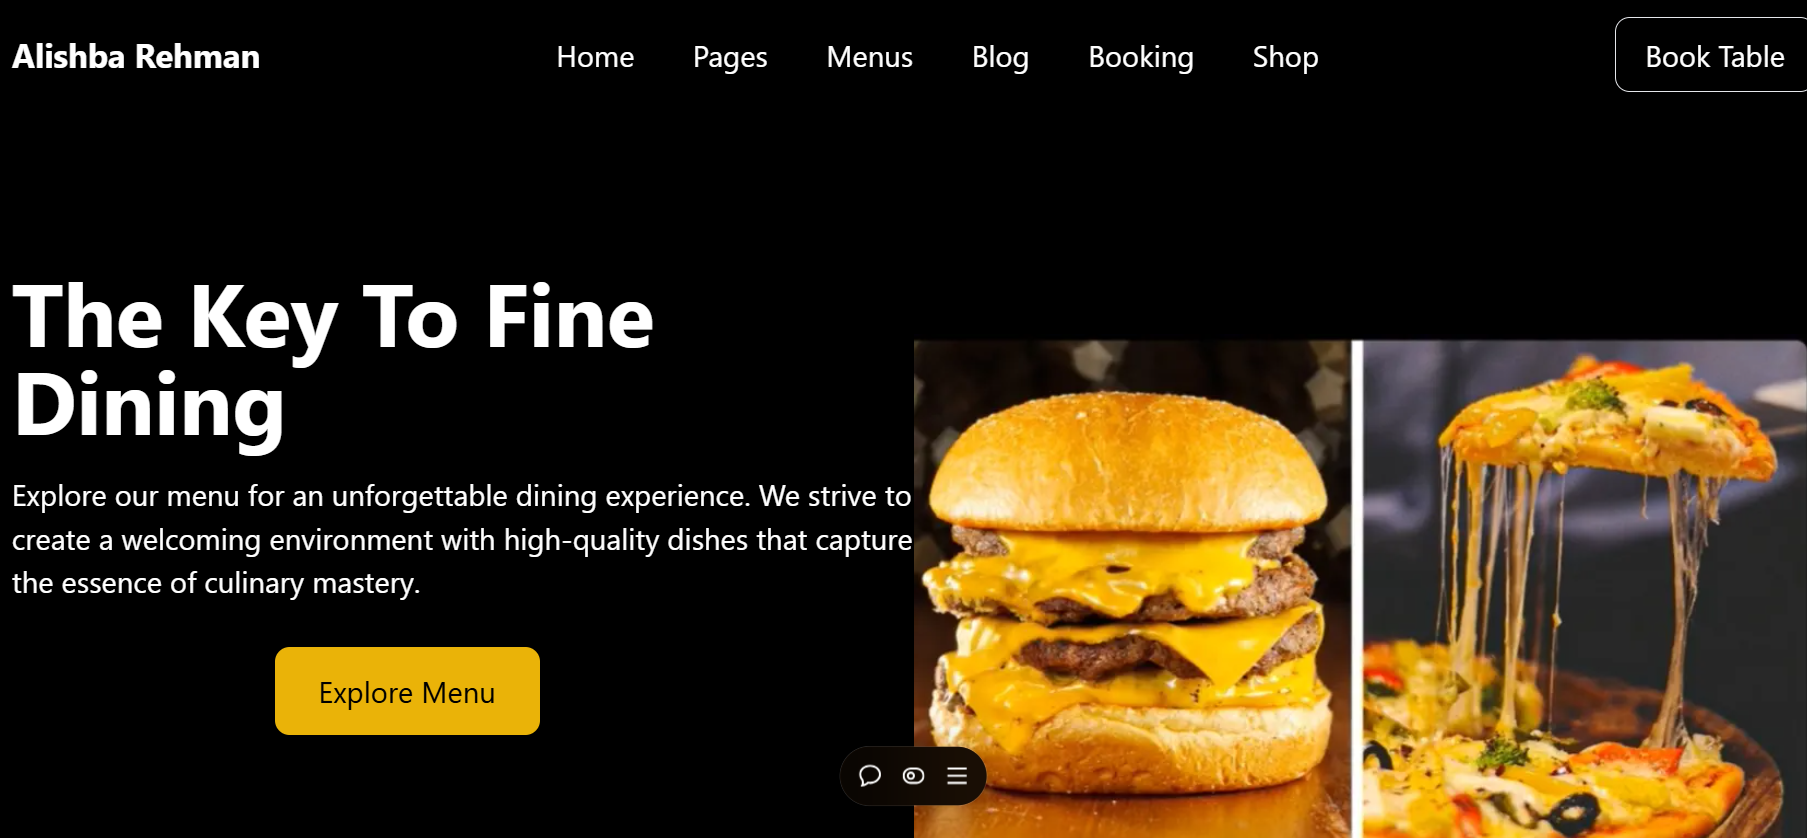 Alishba Rehman
Home
Pages
Menus
Blog
Booking
Shop
Book Table
The Key To Fine
Dining
Explore our menu for an unforgettable dining experience. We strive to
create a welcoming environment with high-quality dishes that capture
the essence of culinary mastery.
Explore Menu